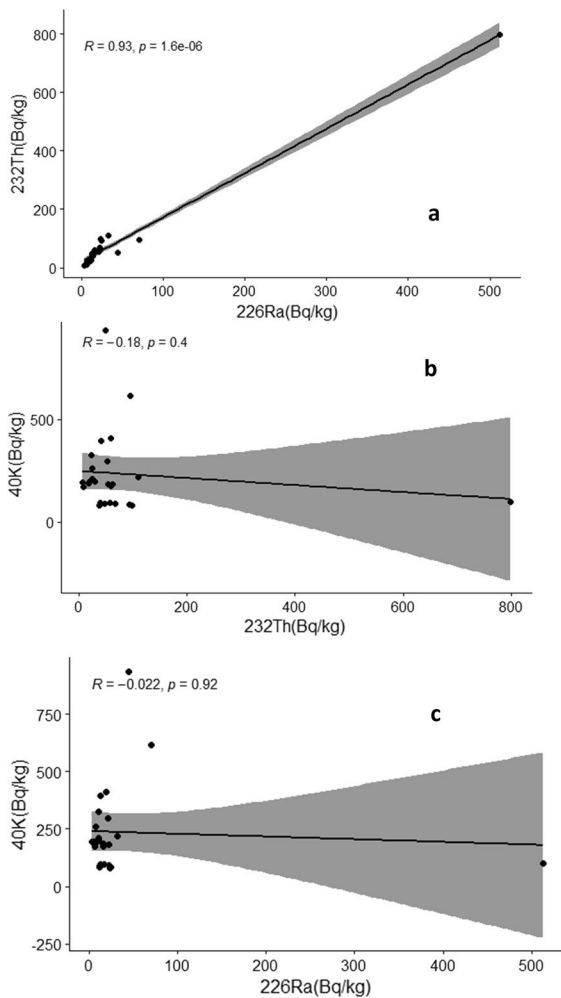 R = 0.93, p = 1.6e-06
232Th(Bq/kg)
800
600
400
200
0
a
0 100 200 300 400 500
226Ra(Bq/kg)
R = −0.18, p = 0.4
b
40K(Bq/kg)
500
0
0 200 400 600 800
232Th(Bq/kg)
R = −0.022, p = 0.92
c
40K(Bq/kg)
750
500
250
0
-250
0 100 200 300 400 500
226Ra(Bq/kg)